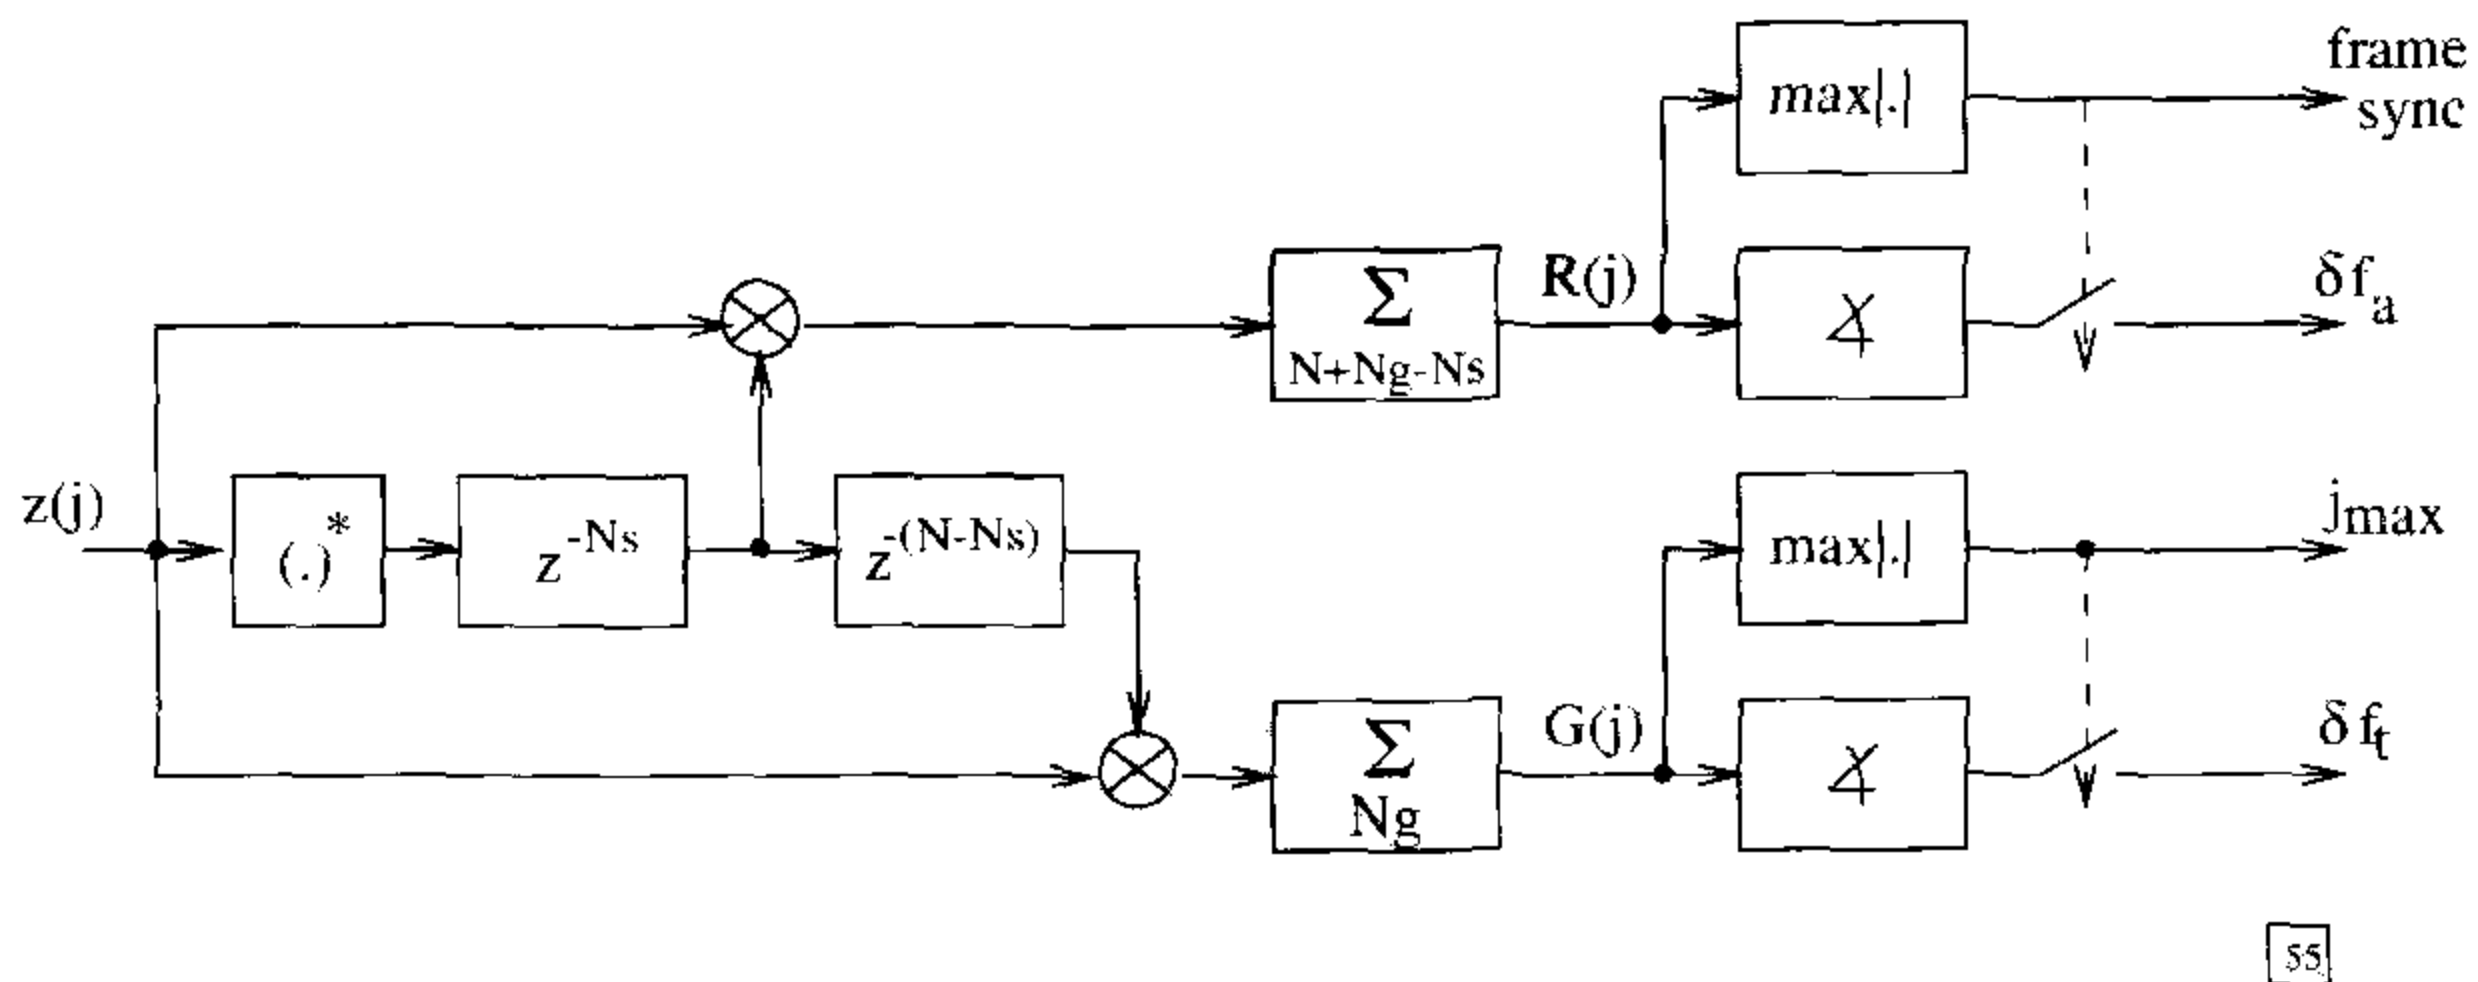 frame
sync
max|.|
R(j)
δf_a
Σ
N+Ng-Ns
∡
z(j)
(.)*
z^-Ns
z^-(N-Ns)
max|.|
jmax
G(j)
δf_t
Σ
Ng
∡
55